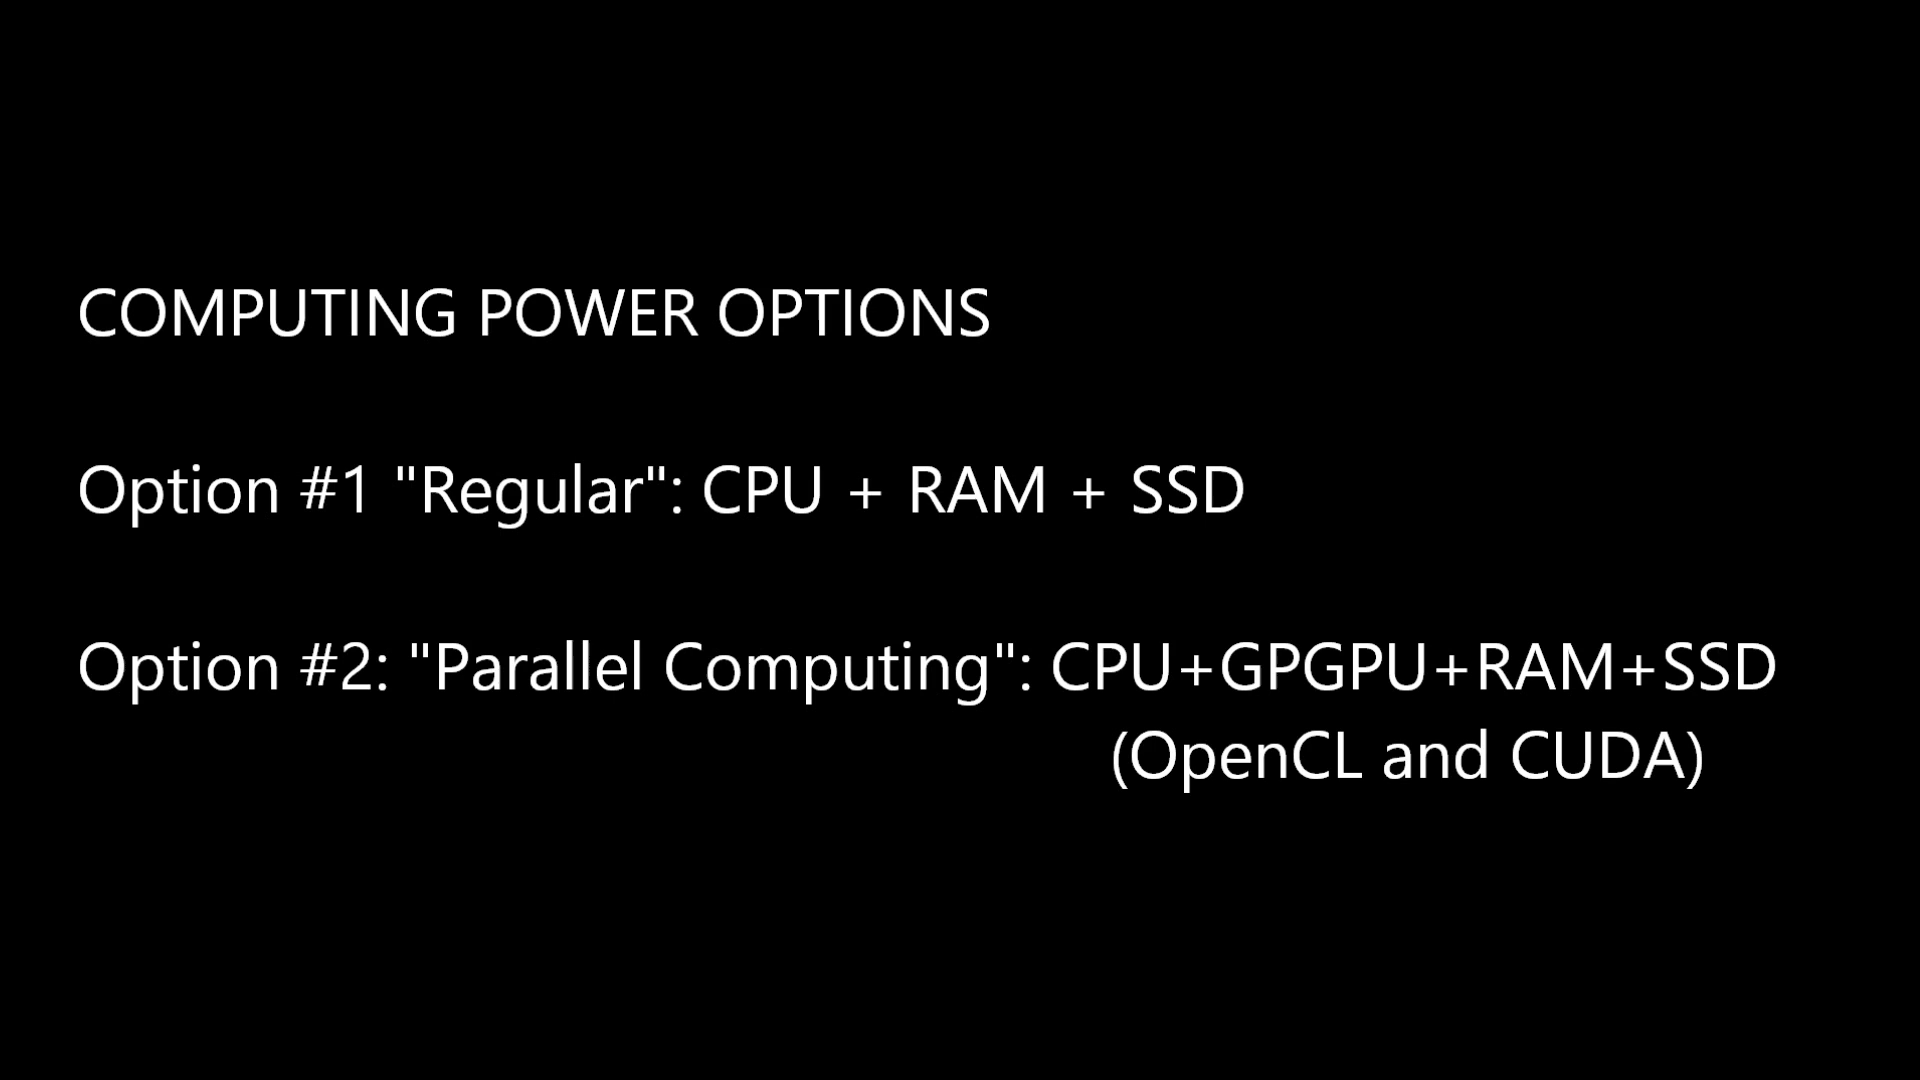 COMPUTING POWER OPTIONS
Option #1 "Regular": CPU + RAM + SSD
Option #2: "Parallel Computing": CPU+GPGPU+RAM+SSD
(OpenCL and CUDA)